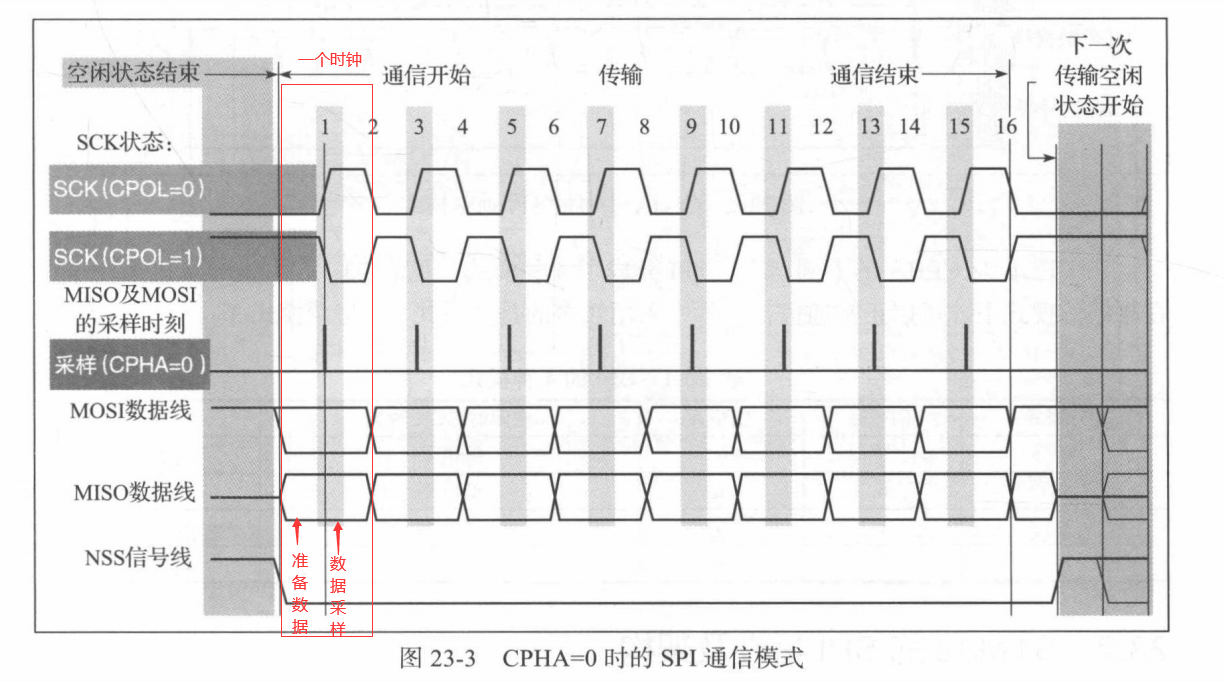 一个时钟
下一次
空闲状态结束
通信开始
传输
通信结束
传输空闲
状态开始
1 2 3 4 5 6 7 8 9 10 11 12 13 14 15 16
SCK状态：
SCK(CPOL=0)
SCK(CPOL=1)
MISO及MOSI
的采样时刻
采样(CPHA=0)
MOSI数据线
MISO数据线
NSS信号线
准备数据
数据采样
图 23-3 CPHA=0 时的 SPI 通信模式